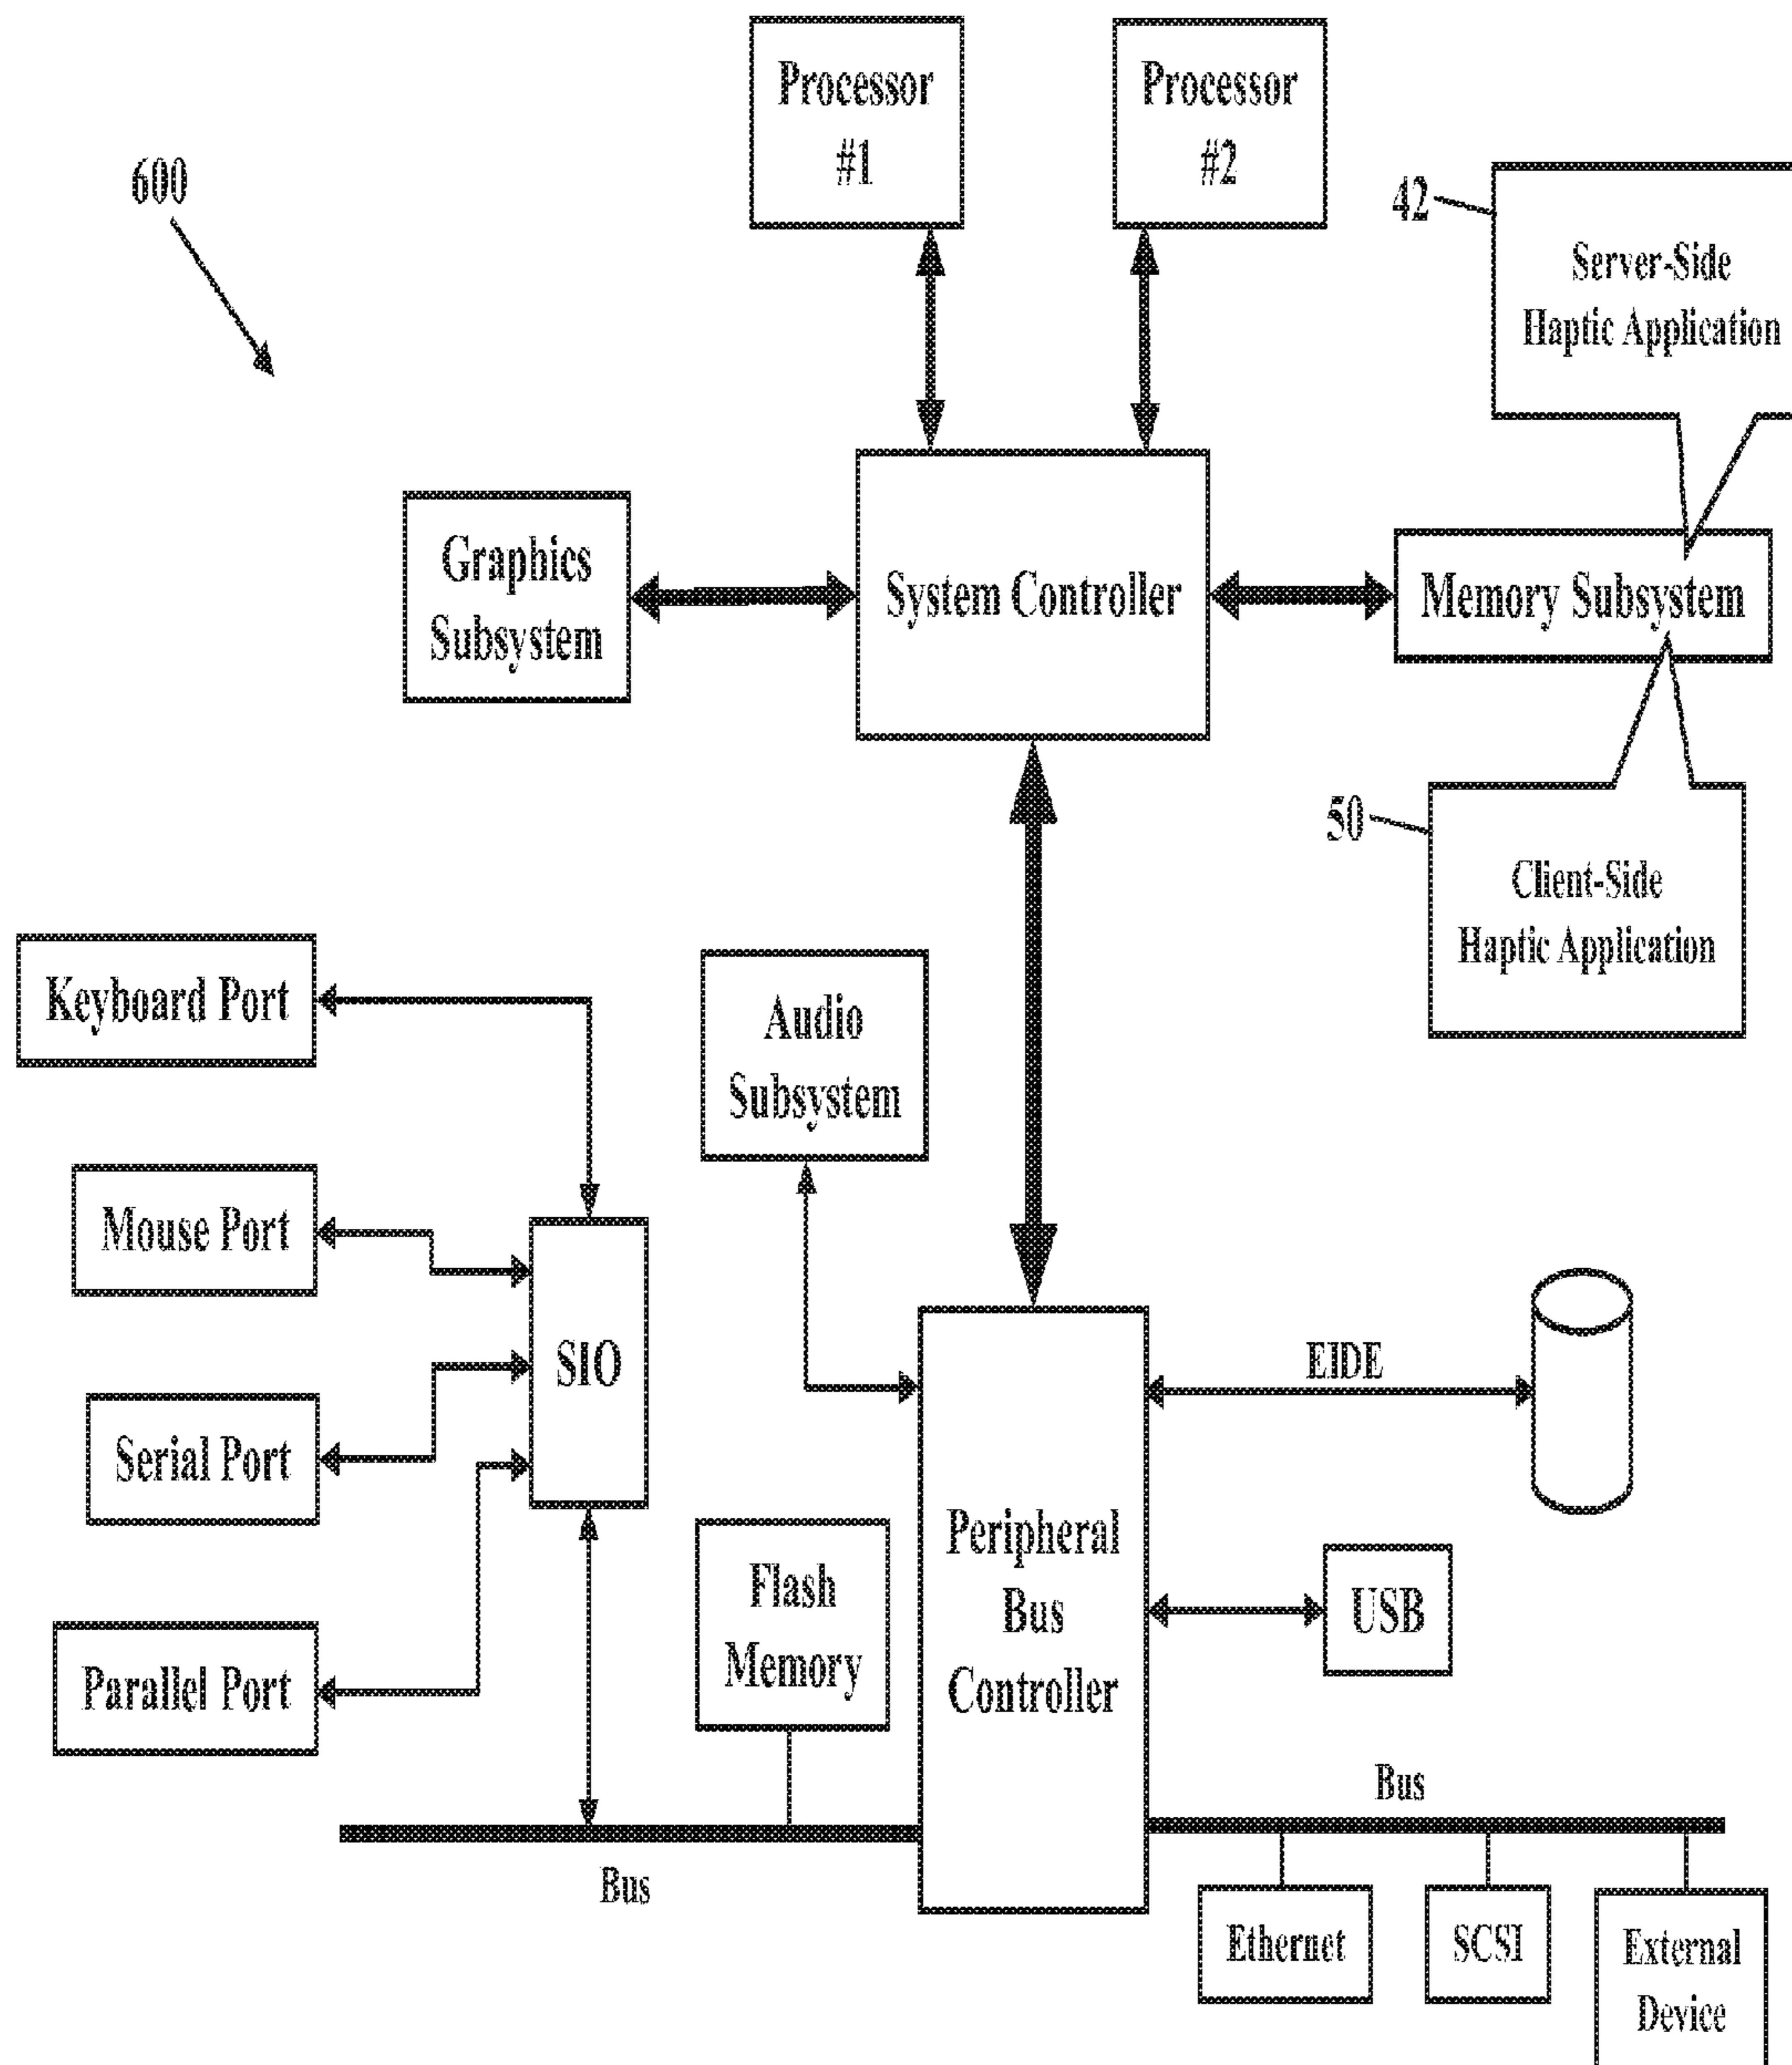 Processor
#1
Processor
#2
600
42
Server-Side
Haptic Application
Graphics
Subsystem
System Controller
Memory Subsystem
50
Client-Side
Haptic Application
Keyboard Port
Audio
Subsystem
Mouse Port
SIO
EIDE
Serial Port
Peripheral
Bus
Controller
Flash
Memory
USB
Parallel Port
Bus
Bus
Ethernet
SCSI
External
Device